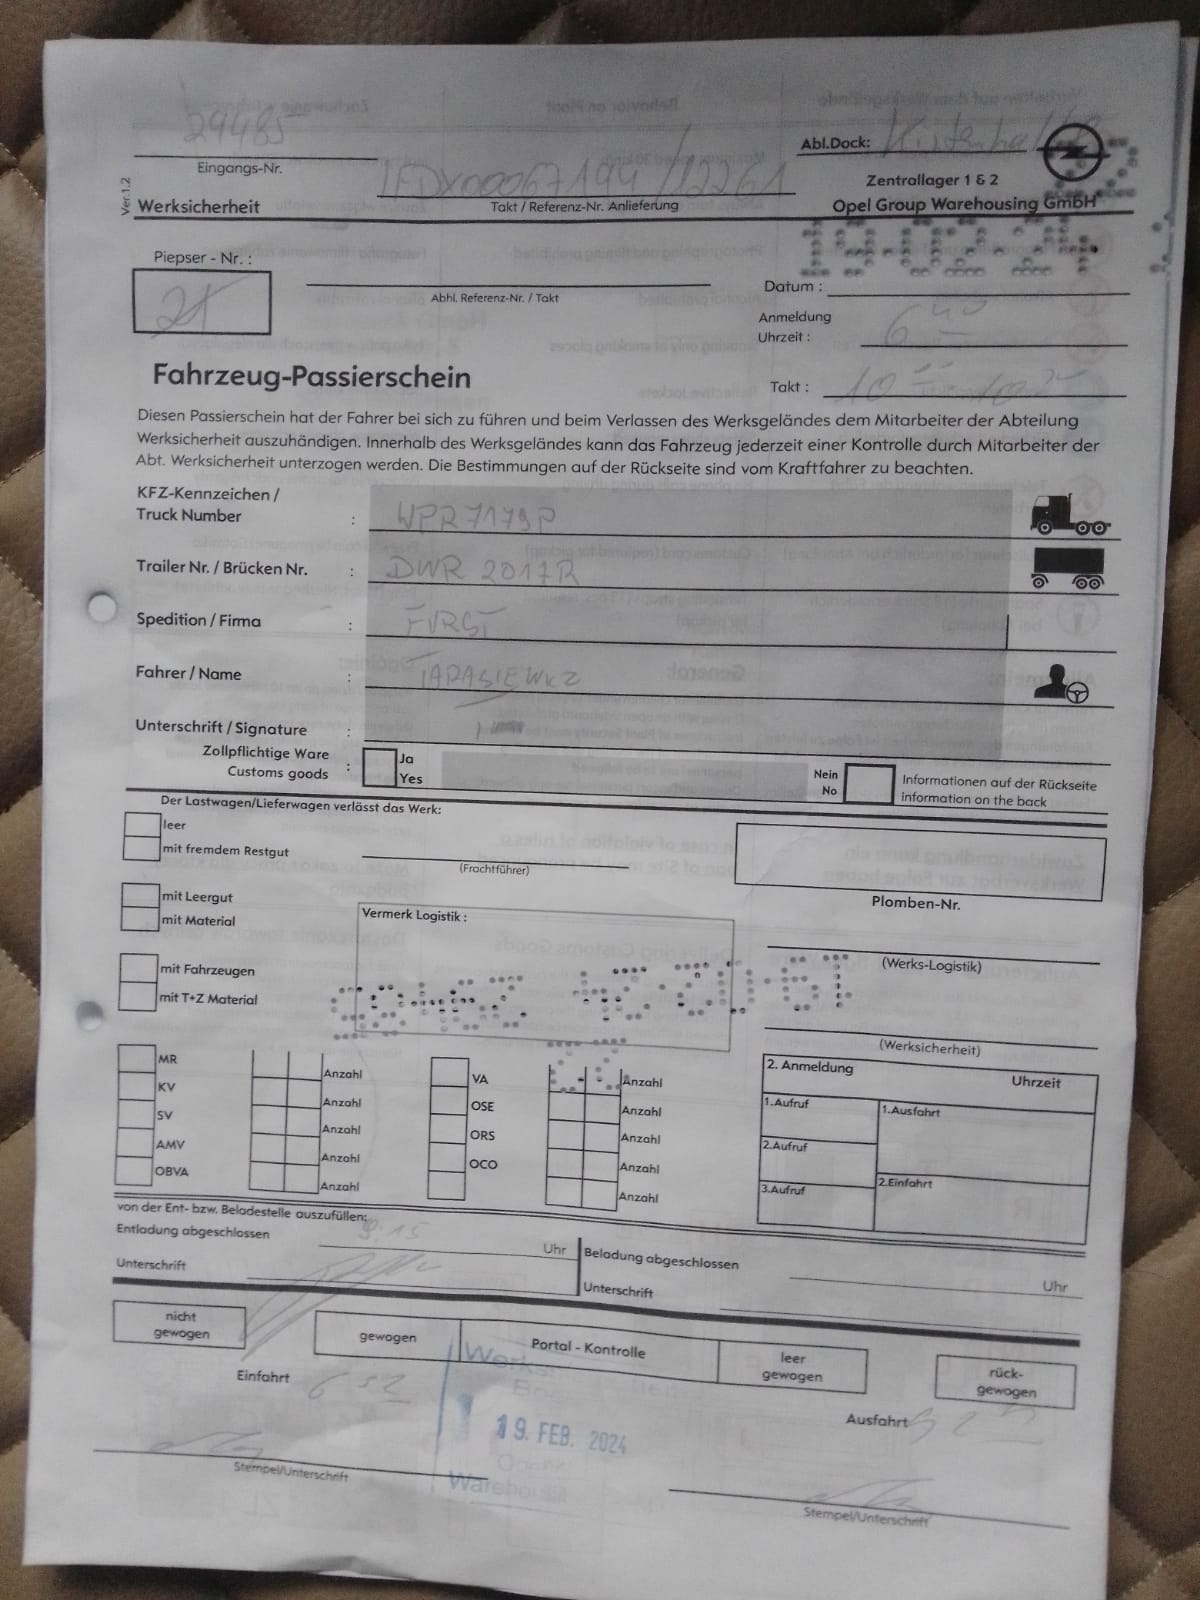 29485
Eingangs-Nr.
Abl.Dock:
Zentrallager 1 & 2
Ver.1.2
Werksicherheit
Takt / Referenz-Nr. Anlieferung
Opel Group Warehousing GmbH
Piepser - Nr. :
21
Abhl. Referenz-Nr. / Takt
Datum :
Anmeldung
Uhrzeit :
Fahrzeug-Passierschein
Takt :
Diesen Passierschein hat der Fahrer bei sich zu führen und beim Verlassen des Werksgeländes dem Mitarbeiter der Abteilung
Werksicherheit auszuhändigen. Innerhalb des Werksgeländes kann das Fahrzeug jederzeit einer Kontrolle durch Mitarbeiter der
Abt. Werksicherheit unterzogen werden. Die Bestimmungen auf der Rückseite sind vom Kraftfahrer zu beachten.
KFZ-Kennzeichen /
Truck Number : WPR7179P
Trailer Nr. / Brücken Nr. : DWR 2017R
Spedition / Firma : FURST
Fahrer / Name : TARASIEWICZ
Unterschrift / Signature :
Zollpflichtige Ware
Customs goods :
Ja
Yes
Nein
No
Informationen auf der Rückseite
information on the back
Der Lastwagen/Lieferwagen verlässt das Werk:
leer
mit fremdem Restgut
(Frachtführer)
Plomben-Nr.
mit Leergut
mit Material
Vermerk Logistik :
(Werks-Logistik)
mit Fahrzeugen
mit T+Z Material
(Werksicherheit)
MR Anzahl VA Anzahl
KV Anzahl OSE Anzahl
SV Anzahl ORS Anzahl
AMV Anzahl OCO Anzahl
OBVA Anzahl Anzahl
2. Anmeldung Uhrzeit
1.Aufruf 1.Ausfahrt
2.Aufruf
3.Aufruf 2.Einfahrt
von der Ent- bzw. Beladestelle auszufüllen:
Entladung abgeschlossen 9.15 Uhr
Beladung abgeschlossen Uhr
Unterschrift
Unterschrift
nicht
gewogen
gewogen
Portal - Kontrolle
leer
gewogen
rück-
gewogen
Einfahrt 6 52
Ausfahrt
19. FEB. 2024
Stempel/Unterschrift
Stempel/Unterschrift